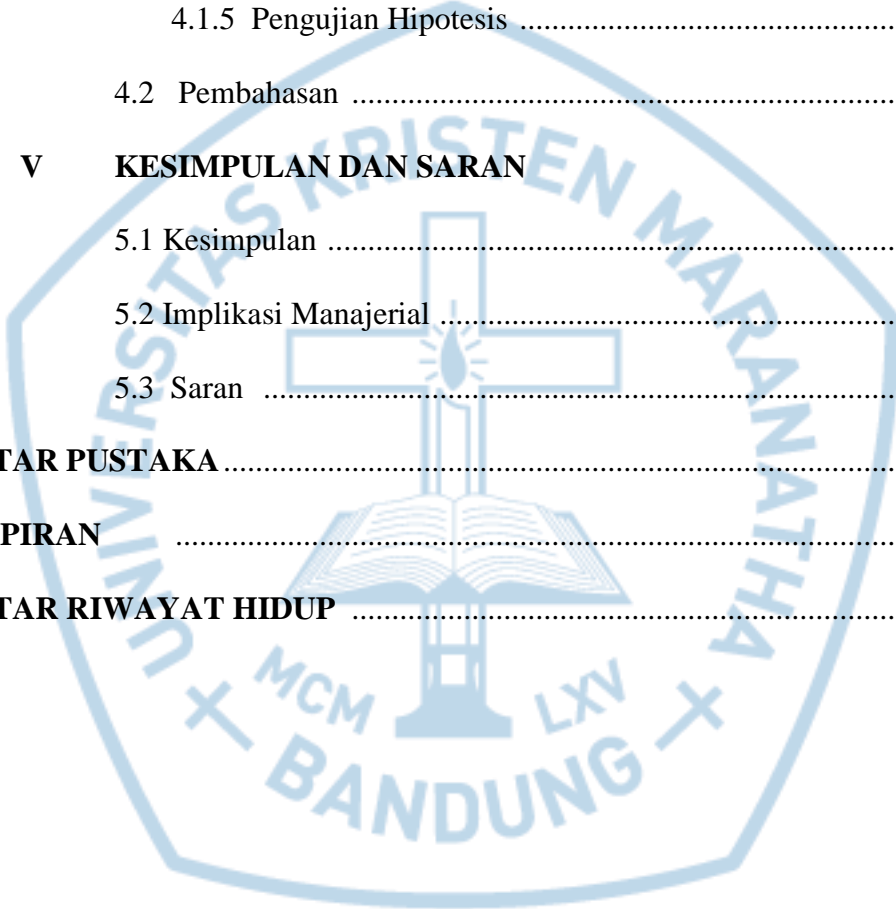 4.1.5 Pengujian Hipotesis ........................................
4.2 Pembahasan ..........................................................
V KESIMPULAN DAN SARAN
5.1 Kesimpulan ............................................................
5.2 Implikasi Manajerial ................................................
5.3 Saran ..................................................................
TAR PUSTAKA ......................................................................
PIRAN ............................................................................
TAR RIWAYAT HIDUP .........................................................
UNIVERSITAS KRISTEN MARANATHA
MCM LXV
BANDUNG